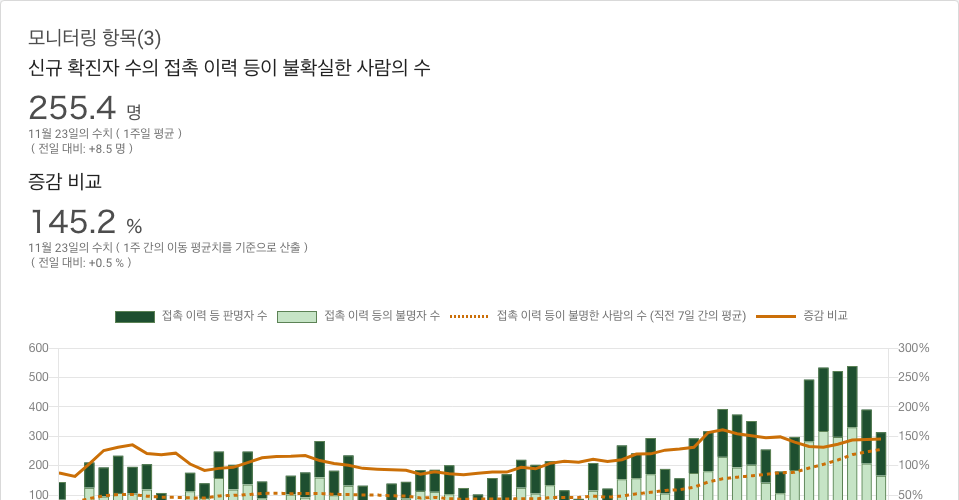 모니터링 항목(3)
신규 확진자 수의 접촉 이력 등이 불확실한 사람의 수
255.4 명
11월 23일의 수치 ( 1주일 평균 )
( 전일 대비: +8.5 명 )
증감 비교
145.2 %
11월 23일의 수치 ( 1주 간의 이동 평균치를 기준으로 산출 )
( 전일 대비: +0.5 % )
접촉 이력 등 판명자 수 접촉 이력 등의 불명자 수 접촉 이력 등이 불명한 사람의 수 (직전 7일 간의 평균) 증감 비교
600 300%
500 250%
400 200%
300 150%
200 100%
100 50%